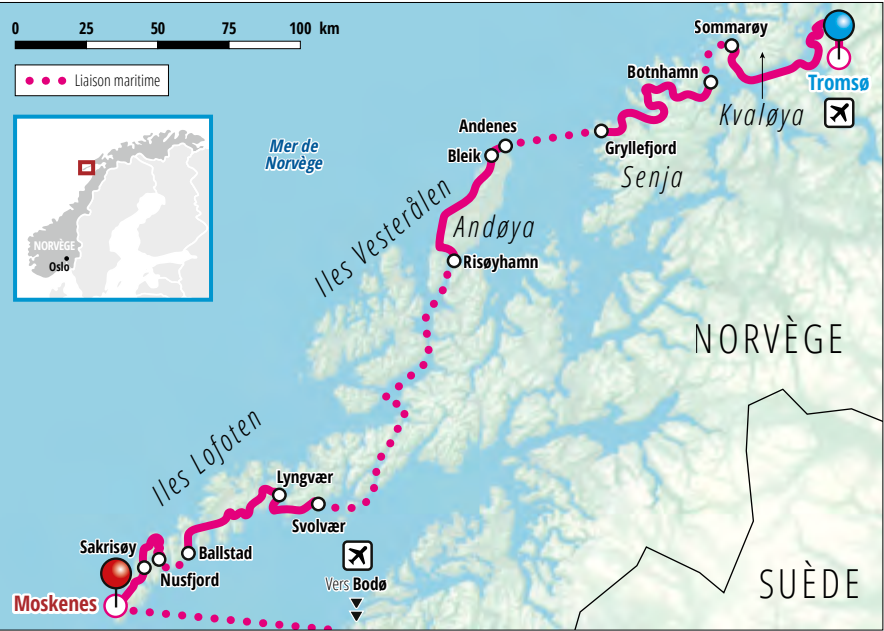 0 25 50 75 100 km
Liaison maritime
Sommarøy
Botnhamn
Tromsø
Kvaløya
Mer de
Norvège
Andenes
Bleik
Gryllefjord
Senja
Iles Vesterålen
Andøya
Risøyhamn
NORVÈGE
Oslo
NORVÈGE
Iles Lofoten
Lyngvær
Svolvær
Sakrisøy
Ballstad
Nusfjord
Vers Bodø
Moskenes
SUÈDE